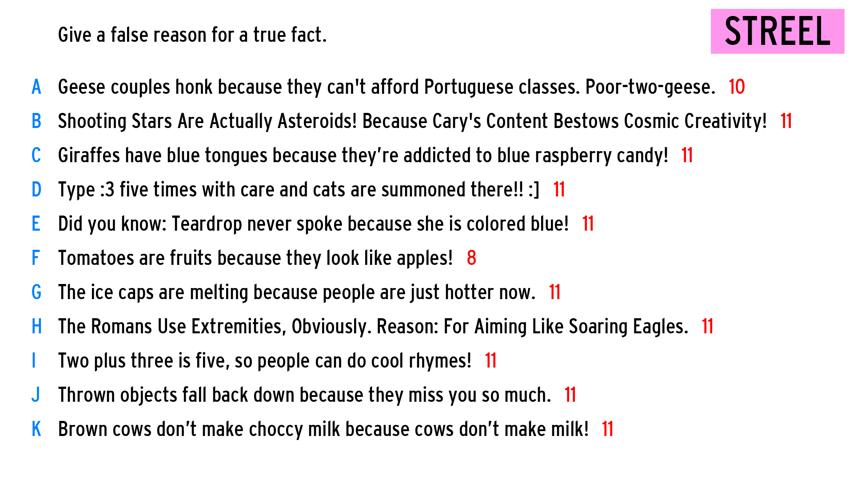 Give a false reason for a true fact.
STREEL
A Geese couples honk because they can't afford Portuguese classes. Poor-two-geese. 10
B Shooting Stars Are Actually Asteroids! Because Cary's Content Bestows Cosmic Creativity! 11
C Giraffes have blue tongues because they’re addicted to blue raspberry candy! 11
D Type :3 five times with care and cats are summoned there!! :] 11
E Did you know: Teardrop never spoke because she is colored blue! 11
F Tomatoes are fruits because they look like apples! 8
G The ice caps are melting because people are just hotter now. 11
H The Romans Use Extremities, Obviously. Reason: For Aiming Like Soaring Eagles. 11
I Two plus three is five, so people can do cool rhymes! 11
J Thrown objects fall back down because they miss you so much. 11
K Brown cows don’t make choccy milk because cows don’t make milk! 11